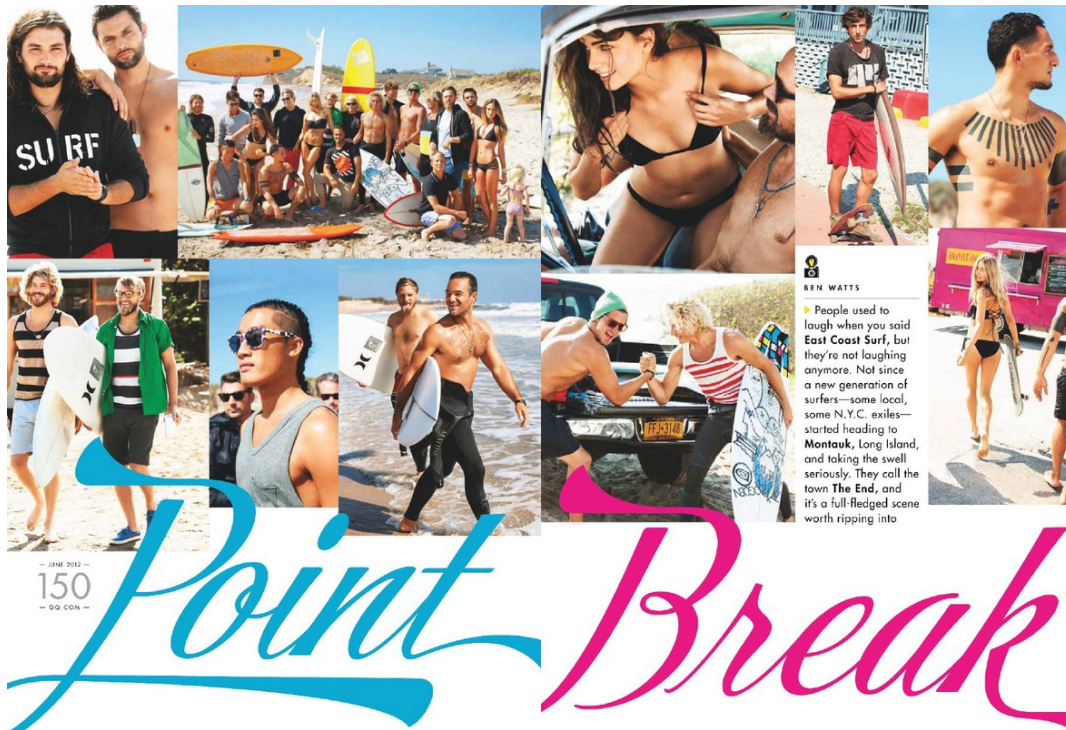 SURF
BEN WATTS
People used to
laugh when you said
East Coast Surf, but
they're not laughing
anymore. Not since
a new generation of
surfers—some local,
some N.Y.C. exiles—
started heading to
Montauk, Long Island,
and taking the swell
seriously. They call the
town The End, and
it's a full-fledged scene
worth ripping into
— JUNE 2012 —
150
— GQ.COM —
Point
Break